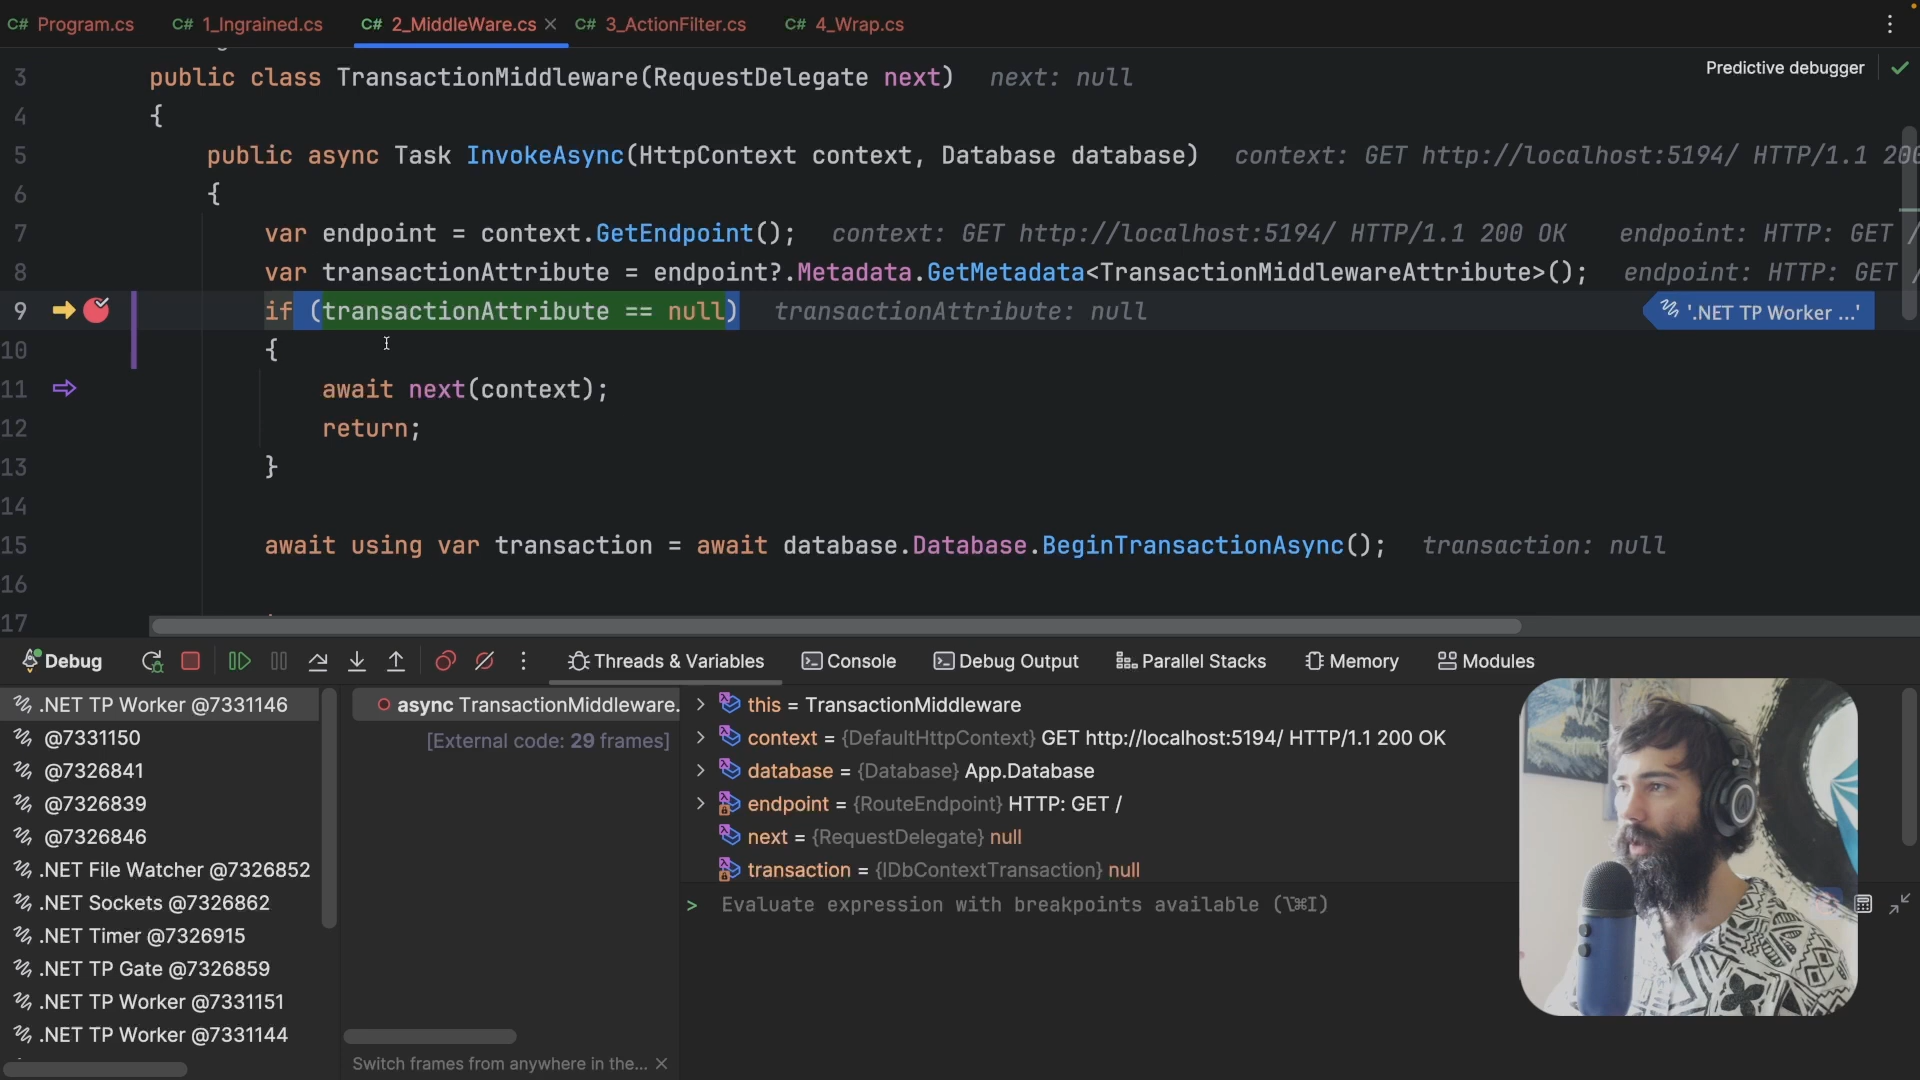 C# Program.cs C# 1_Ingrained.cs C# 2_MiddleWare.cs C# 3_ActionFilter.cs C# 4_Wrap.cs
Predictive debugger
3 public class TransactionMiddleware(RequestDelegate next) next: null
4 {
5 public async Task InvokeAsync(HttpContext context, Database database) context: GET http://localhost:5194/ HTTP/1.1 200
6 {
7 var endpoint = context.GetEndpoint(); context: GET http://localhost:5194/ HTTP/1.1 200 OK endpoint: HTTP: GET /
8 var transactionAttribute = endpoint?.Metadata.GetMetadata<TransactionMiddlewareAttribute>(); endpoint: HTTP: GET /
9 if (transactionAttribute == null) transactionAttribute: null '.NET TP Worker ...'
10 {
11 await next(context);
12 return;
13 }
14
15 await using var transaction = await database.Database.BeginTransactionAsync(); transaction: null
16
17
Debug Threads & Variables Console Debug Output Parallel Stacks Memory Modules
.NET TP Worker @7331146
@7331150
@7326841
@7326839
@7326846
.NET File Watcher @7326852
.NET Sockets @7326862
.NET Timer @7326915
.NET TP Gate @7326859
.NET TP Worker @7331151
.NET TP Worker @7331144
async TransactionMiddleware.
[External code: 29 frames]
Switch frames from anywhere in the...
this = TransactionMiddleware
context = {DefaultHttpContext} GET http://localhost:5194/ HTTP/1.1 200 OK
database = {Database} App.Database
endpoint = {RouteEndpoint} HTTP: GET /
next = {RequestDelegate} null
transaction = {IDbContextTransaction} null
> Evaluate expression with breakpoints available (⌥⌘I)